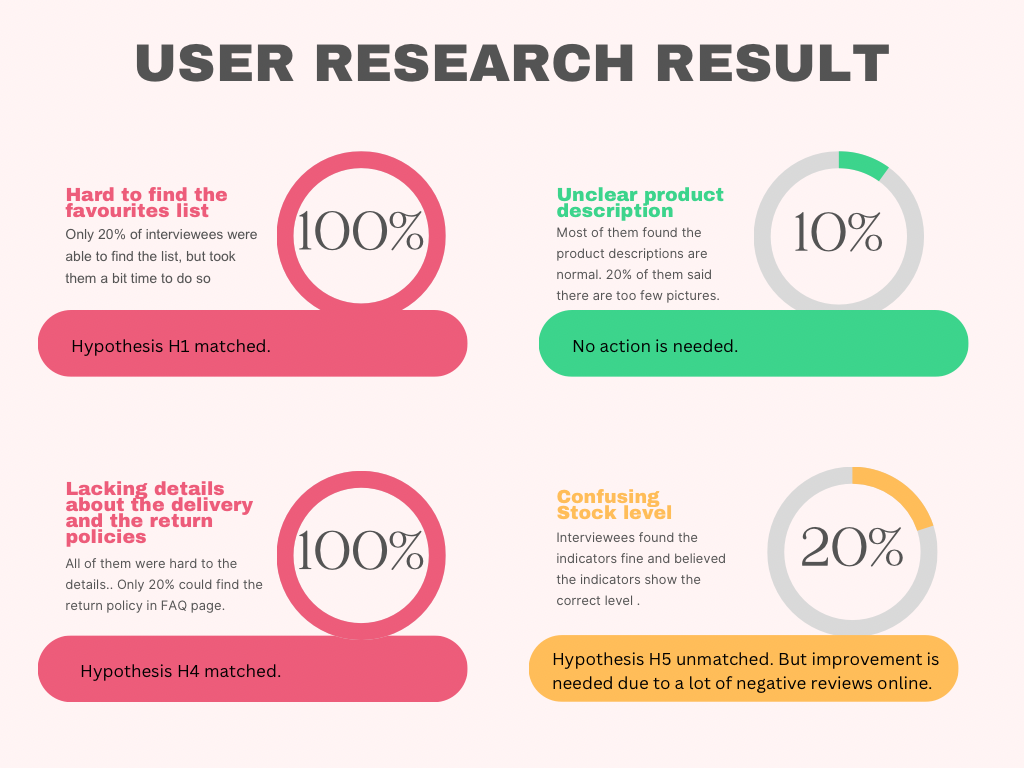 USER RESEARCH RESULT
Hard to find the
favourites list
Only 20% of interviewees were
able to find the list, but took
them a bit time to do so
100%
Hypothesis H1 matched.
Unclear product
description
Most of them found the
product descriptions are
normal. 20% of them said
there are too few pictures.
10%
No action is needed.
Lacking details
about the delivery
and the return
policies
All of them were hard to the
details.. Only 20% could find the
return policy in FAQ page.
100%
Hypothesis H4 matched.
Confusing
Stock level
Interviewees found the
indicators fine and believed
the indicators show the
correct level .
20%
Hypothesis H5 unmatched. But improvement is
needed due to a lot of negative reviews online.